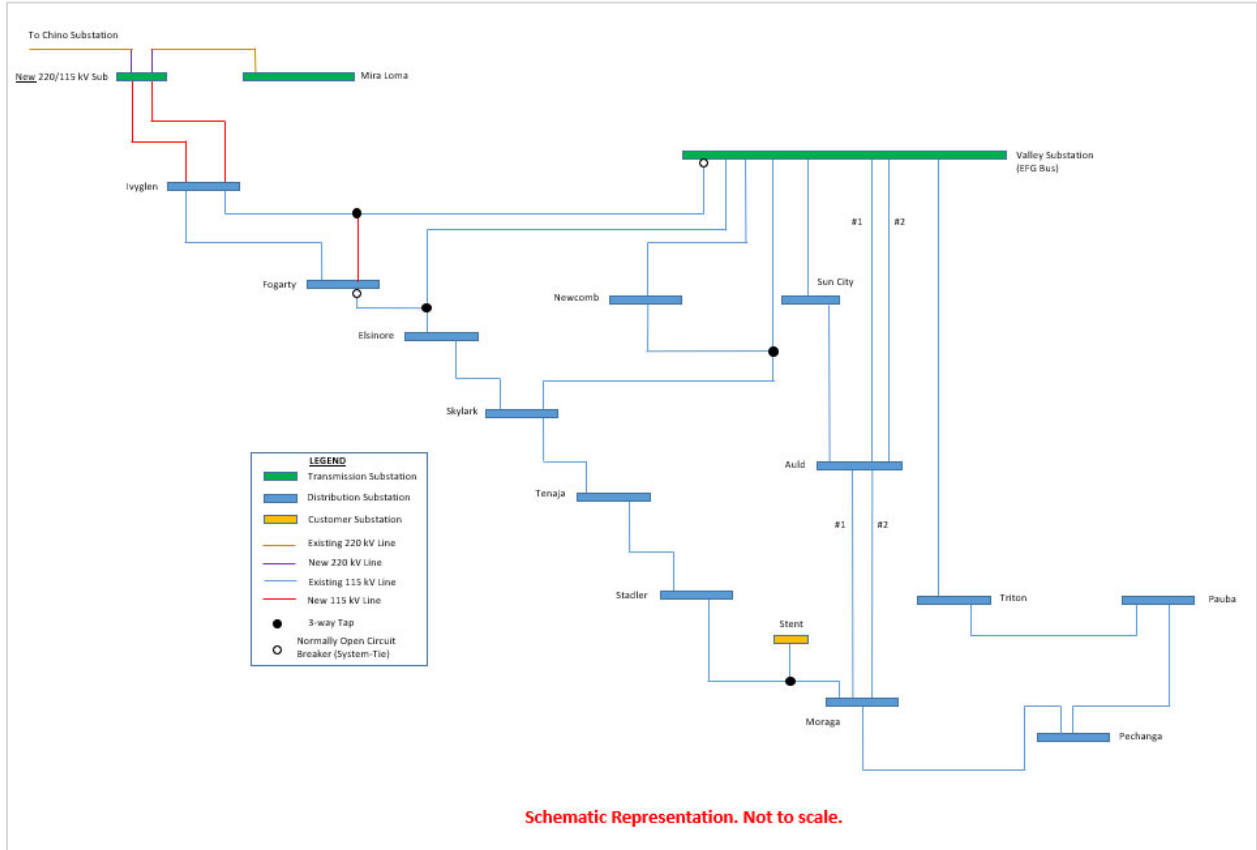 To Chino Substation
New 220/115 kV Sub
Mira Loma
Valley Substation
(EFG Bus)
Ivyglen
#1
#2
Fogarty
Sun City
Newcomb
Elsinore
Skylark
LEGEND
Transmission Substation
Distribution Substation
Customer Substation
Existing 220 kV Line
New 220 kV Line
Existing 115 kV Line
New 115 kV Line
3-way Tap
Normally Open Circuit
Breaker (System-Tie)
Auld
Tenaja
#1
#2
Stadler
Triton
Pauba
Stent
Moraga
Pechanga
Schematic Representation. Not to scale.